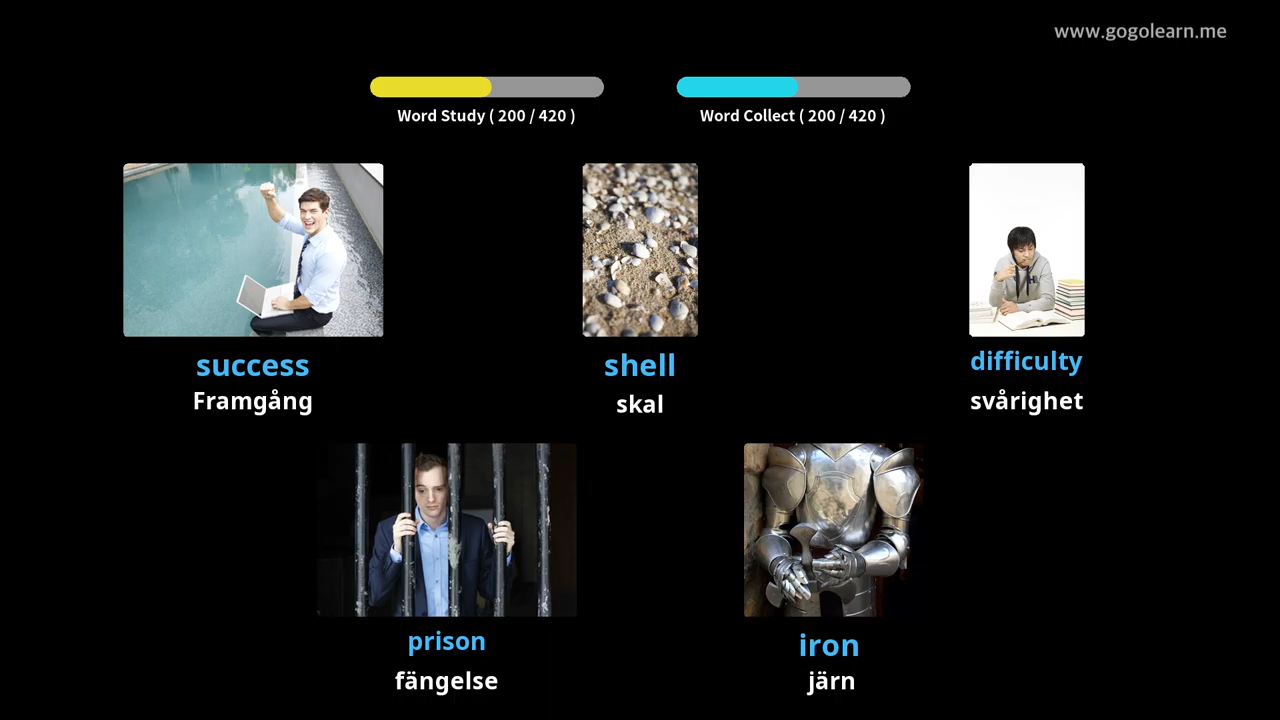 www.gogolearn.me
Word Study ( 200 / 420 )
Word Collect ( 200 / 420 )
success
Framgång
shell
skal
difficulty
svårighet
prison
fängelse
iron
järn